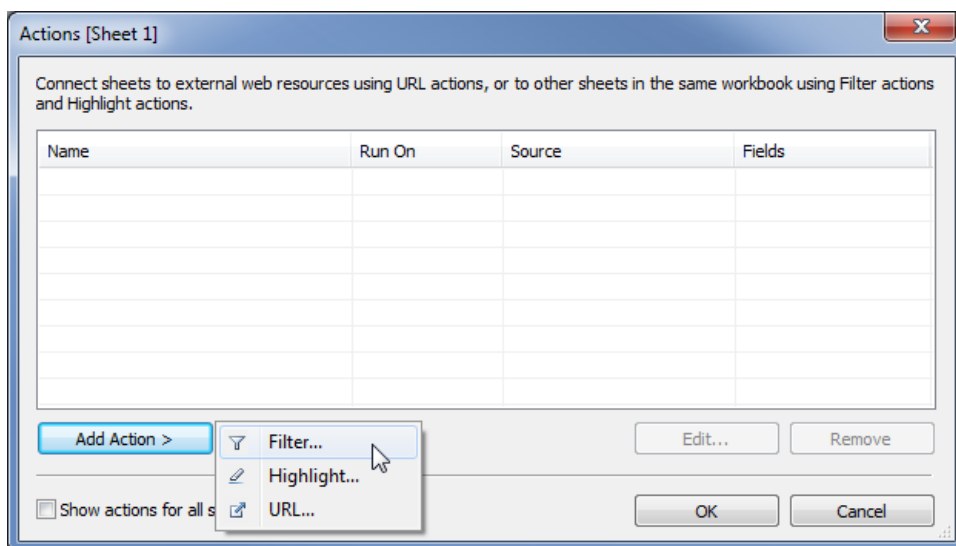 Actions [Sheet 1]
Connect sheets to external web resources using URL actions, or to other sheets in the same workbook using Filter actions
and Highlight actions.
Name Run On Source Fields
Add Action > Filter... Edit... Remove
Highlight...
Show actions for all s URL... OK Cancel